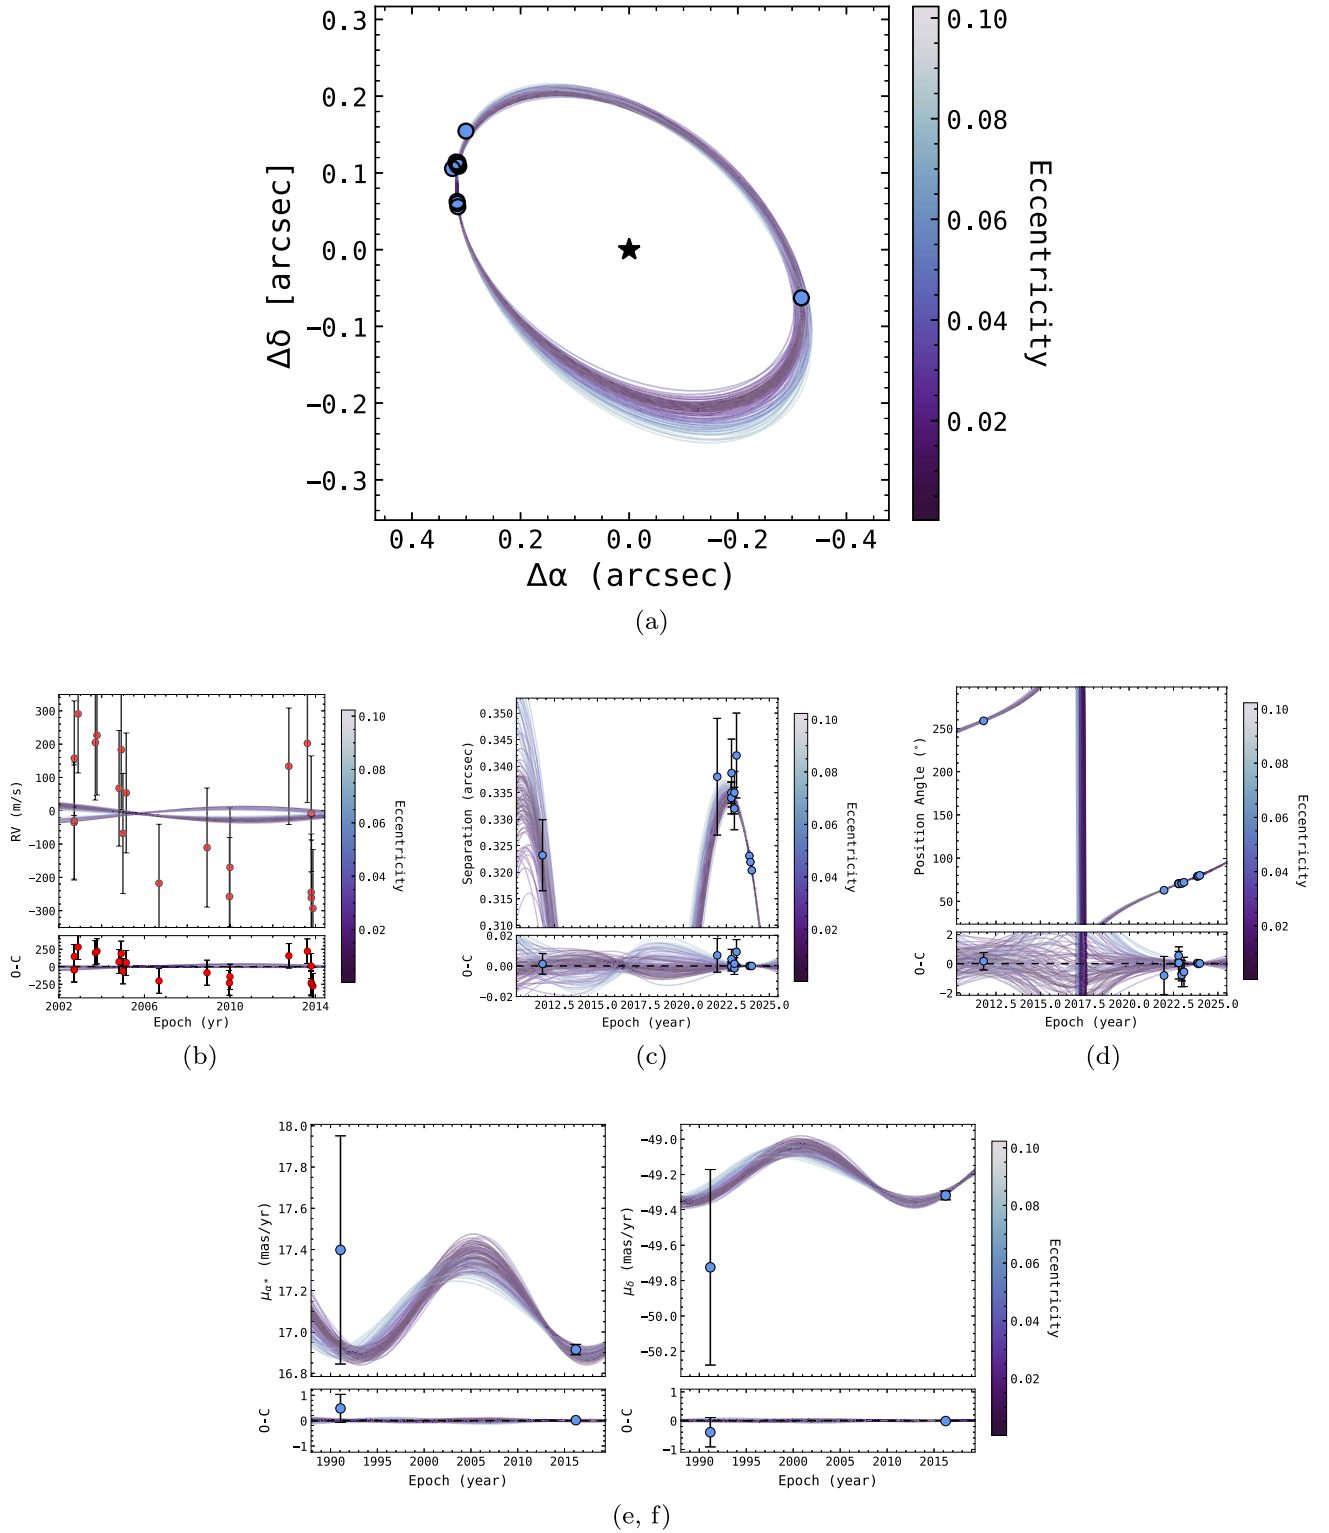 0.3
0.2
0.1
0.0
−0.1
−0.2
−0.3
Δδ [arcsec]
0.4 0.2 0.0 −0.2 −0.4
Δα (arcsec)
0.10
0.08
0.06
0.04
0.02
Eccentricity
(a)
300
200
100
0
−100
−200
−300
RV (m/s)
250
0
−250
O-C
2002 2006 2010 2014
Epoch (yr)
0.10
0.08
0.06
0.04
0.02
Eccentricity
(b)
0.350
0.345
0.340
0.335
0.330
0.325
0.320
0.315
0.310
Separation (arcsec)
0.02
0.00
−0.02
O-C
2012.5 2015.0 2017.5 2020.0 2022.5 2025.0
Epoch (year)
0.10
0.08
0.06
0.04
0.02
Eccentricity
(c)
250
200
150
100
50
Position Angle (°)
2
0
−2
O-C
2012.5 2015.0 2017.5 2020.0 2022.5 2025.0
Epoch (year)
0.10
0.08
0.06
0.04
0.02
Eccentricity
(d)
18.0
17.8
17.6
17.4
17.2
17.0
16.8
μα* (mas/yr)
1
0
−1
O-C
1990 1995 2000 2005 2010 2015
Epoch (year)
−49.0
−49.2
−49.4
−49.6
−49.8
−50.0
−50.2
μδ (mas/yr)
1
0
−1
O-C
1990 1995 2000 2005 2010 2015
Epoch (year)
0.10
0.08
0.06
0.04
0.02
Eccentricity
(e, f)